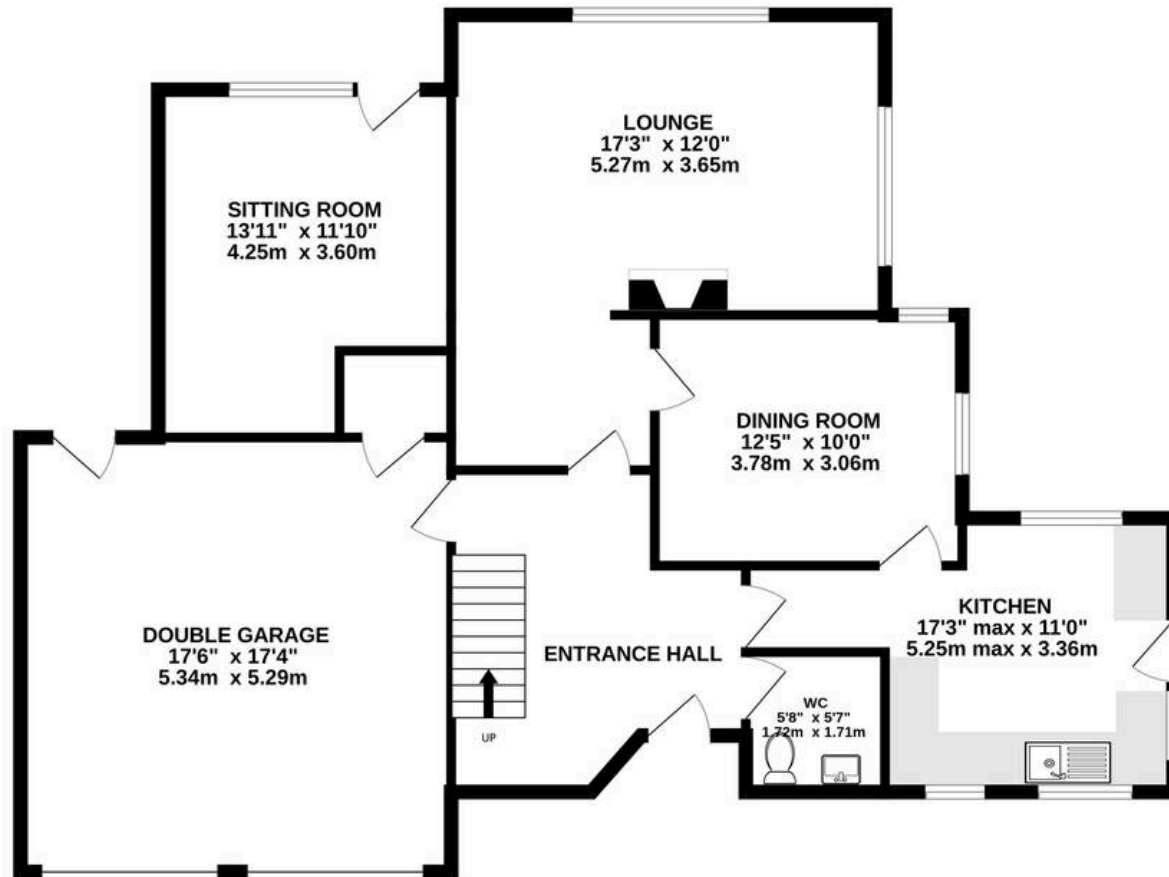 LOUNGE
17'3" x 12'0"
5.27m x 3.65m
SITTING ROOM
13'11" x 11'10"
4.25m x 3.60m
DINING ROOM
12'5" x 10'0"
3.78m x 3.06m
DOUBLE GARAGE
17'6" x 17'4"
5.34m x 5.29m
ENTRANCE HALL
KITCHEN
17'3" max x 11'0"
5.25m max x 3.36m
WC
5'8" x 5'7"
1.72m x 1.71m
UP